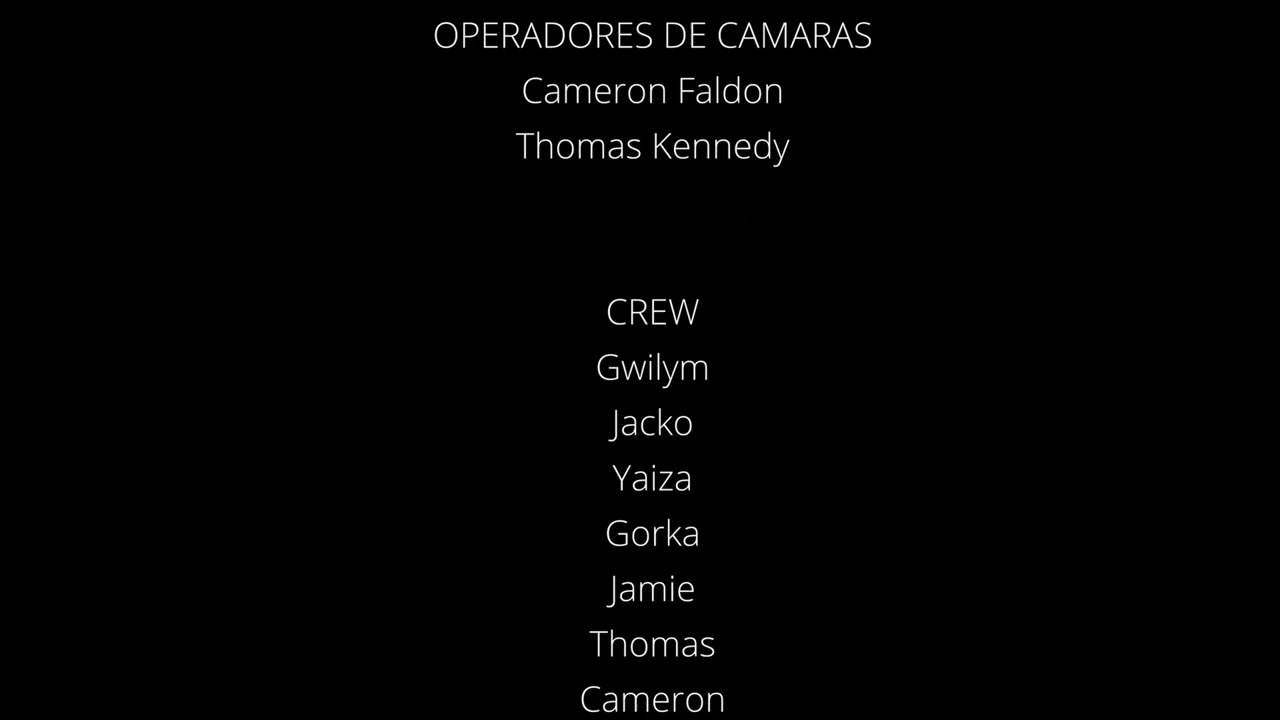 OPERADORES DE CAMARAS
Cameron Faldon
Thomas Kennedy
CREW
Gwilym
Jacko
Yaiza
Gorka
Jamie
Thomas
Cameron